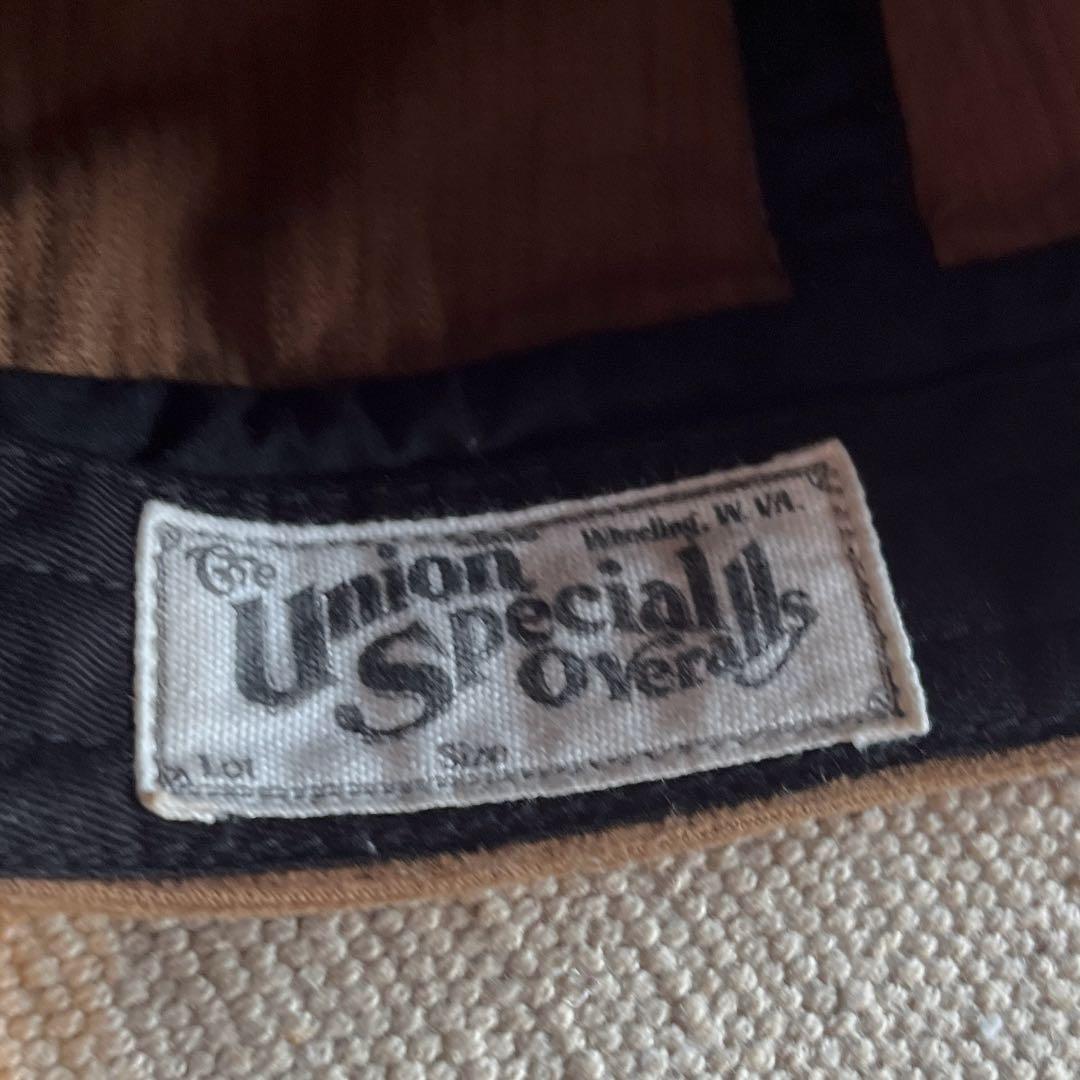 Wheeling, W. VA.
The
Union
Special
Overalls
Lot Size